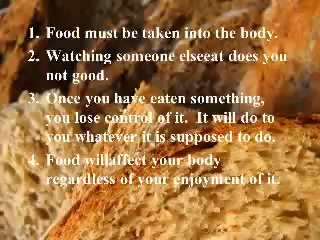 1. Food must be taken into the body.
2. Watching someone elseeat does you
not good.
3. Once you have eaten something,
you lose control of it.  It will do to
you whatever it is supposed to do.
4. Food willaffect your body
regardless of your enjoyment of it.